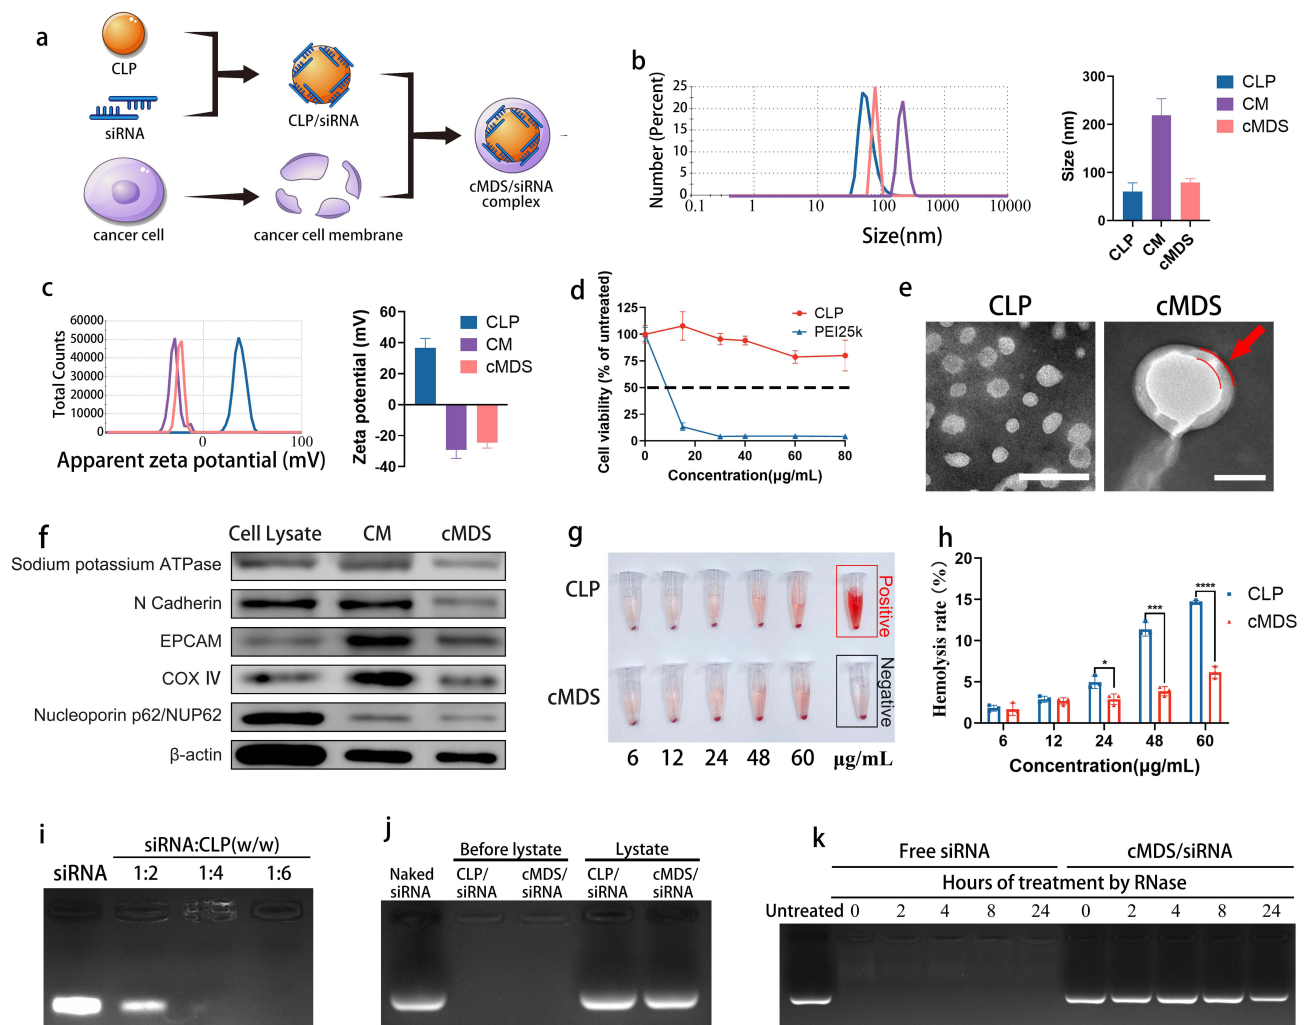 a
CLP
siRNA
CLP/siRNA
cancer cell
cancer cell membrane
cMDS/siRNA
complex
b
Number (Percent)
25
20
15
10
5
0
0.1 1 10 100 1000 10000
Size(nm)
Size (nm)
300
200
100
0
CLP CM cMDS
CLP
CM
cMDS
c
Total Counts
60000
50000
40000
30000
20000
10000
0
0 100
Apparent zeta potantial (mV)
Zeta potential (mV)
60
40
20
0
-20
-40
CLP
CM
cMDS
d
Cell viability (% of untreated)
125
100
75
50
25
0
0 20 40 60 80
Concentration(μg/mL)
CLP
PEI25k
e
CLP cMDS
f
Cell Lysate CM cMDS
Sodium potassium ATPase
N Cadherin
EPCAM
COX Ⅳ
Nucleoporin p62/NUP62
β-actin
g
CLP
Positive
cMDS
Negative
6 12 24 48 60 μg/mL
h
Hemolysis rate (%)
20
15
10
5
0
* *** ****
6 12 24 48 60
Concentration(μg/mL)
CLP
cMDS
i
siRNA:CLP(w/w)
siRNA 1:2 1:4 1:6
j
Before lystate Lystate
Naked CLP/ cMDS/ CLP/ cMDS/
siRNA siRNA siRNA siRNA siRNA
k
Free siRNA cMDS/siRNA
Hours of treatment by RNase
Untreated 0 2 4 8 24 0 2 4 8 24